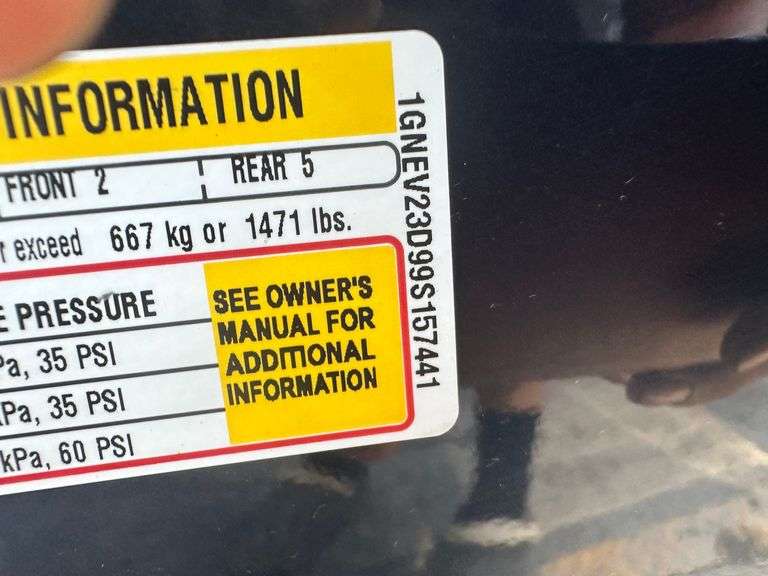 INFORMATION
FRONT 2 REAR 5
exceed 667 kg or 1471 lbs.
PRESSURE
SEE OWNER'S
MANUAL FOR
ADDITIONAL
INFORMATION
Pa, 35 PSI
kPa, 35 PSI
kPa, 60 PSI
1GNEV23D99S157441